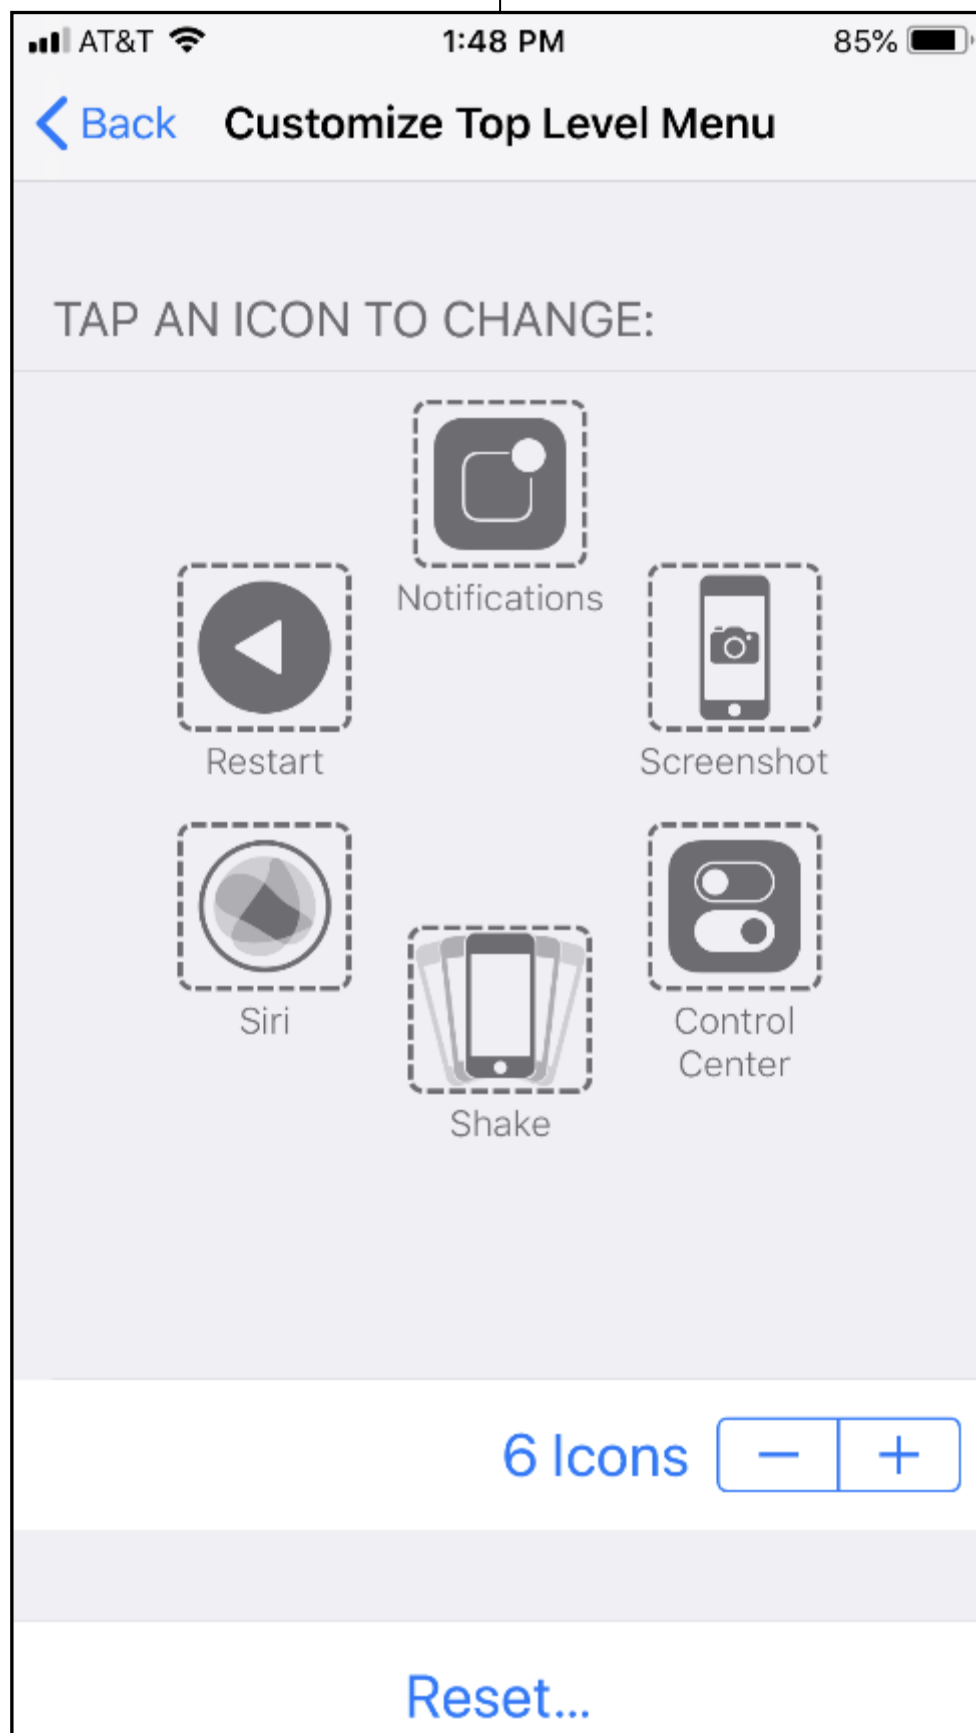 AT&T 1:48 PM 85%
Back Customize Top Level Menu
TAP AN ICON TO CHANGE:
Notifications
Restart
Screenshot
Siri
Control
Center
Shake
6 Icons − +
Reset...